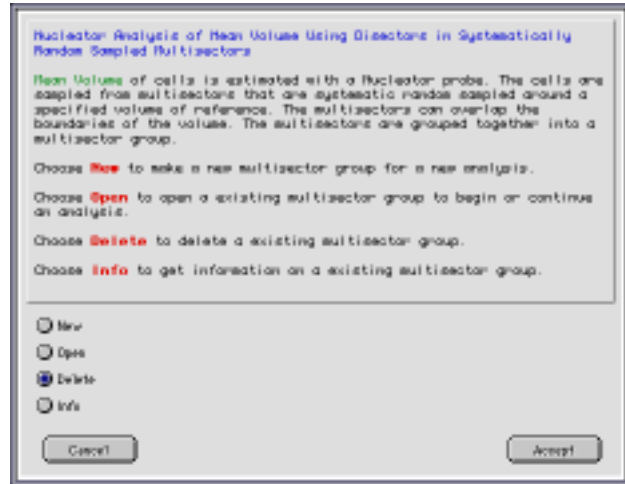 Nucleator Analysis of Mean Volume Using Disectors in Systematically
Random Sampled Multisectors
Mean Volume of cells is estimated with a Nucleator probe. The cells are
sampled from multisectors that are systematic random sampled around a
specified volume of reference. The multisectors can overlap the
boundaries of the volume. The multisectors are grouped together into a
multisector group.
Choose New to make a new multisector group for a new analysis.
Choose Open to open a existing multisector group to begin or continue
an analysis.
Choose Delete to delete a existing multisector group.
Choose Info to get information on a existing multisector group.
New
Open
Delete
Info
Cancel
Accept